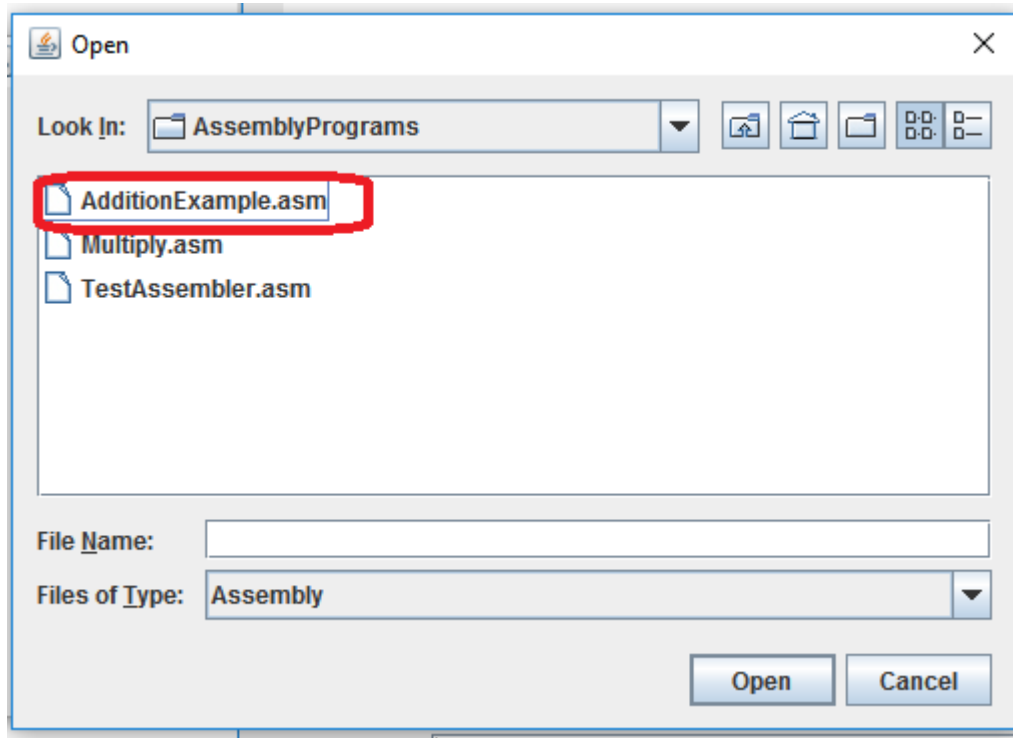 Open
Look In: AssemblyPrograms
AdditionExample.asm
Multiply.asm
TestAssembler.asm
File Name:
Files of Type: Assembly
Open Cancel